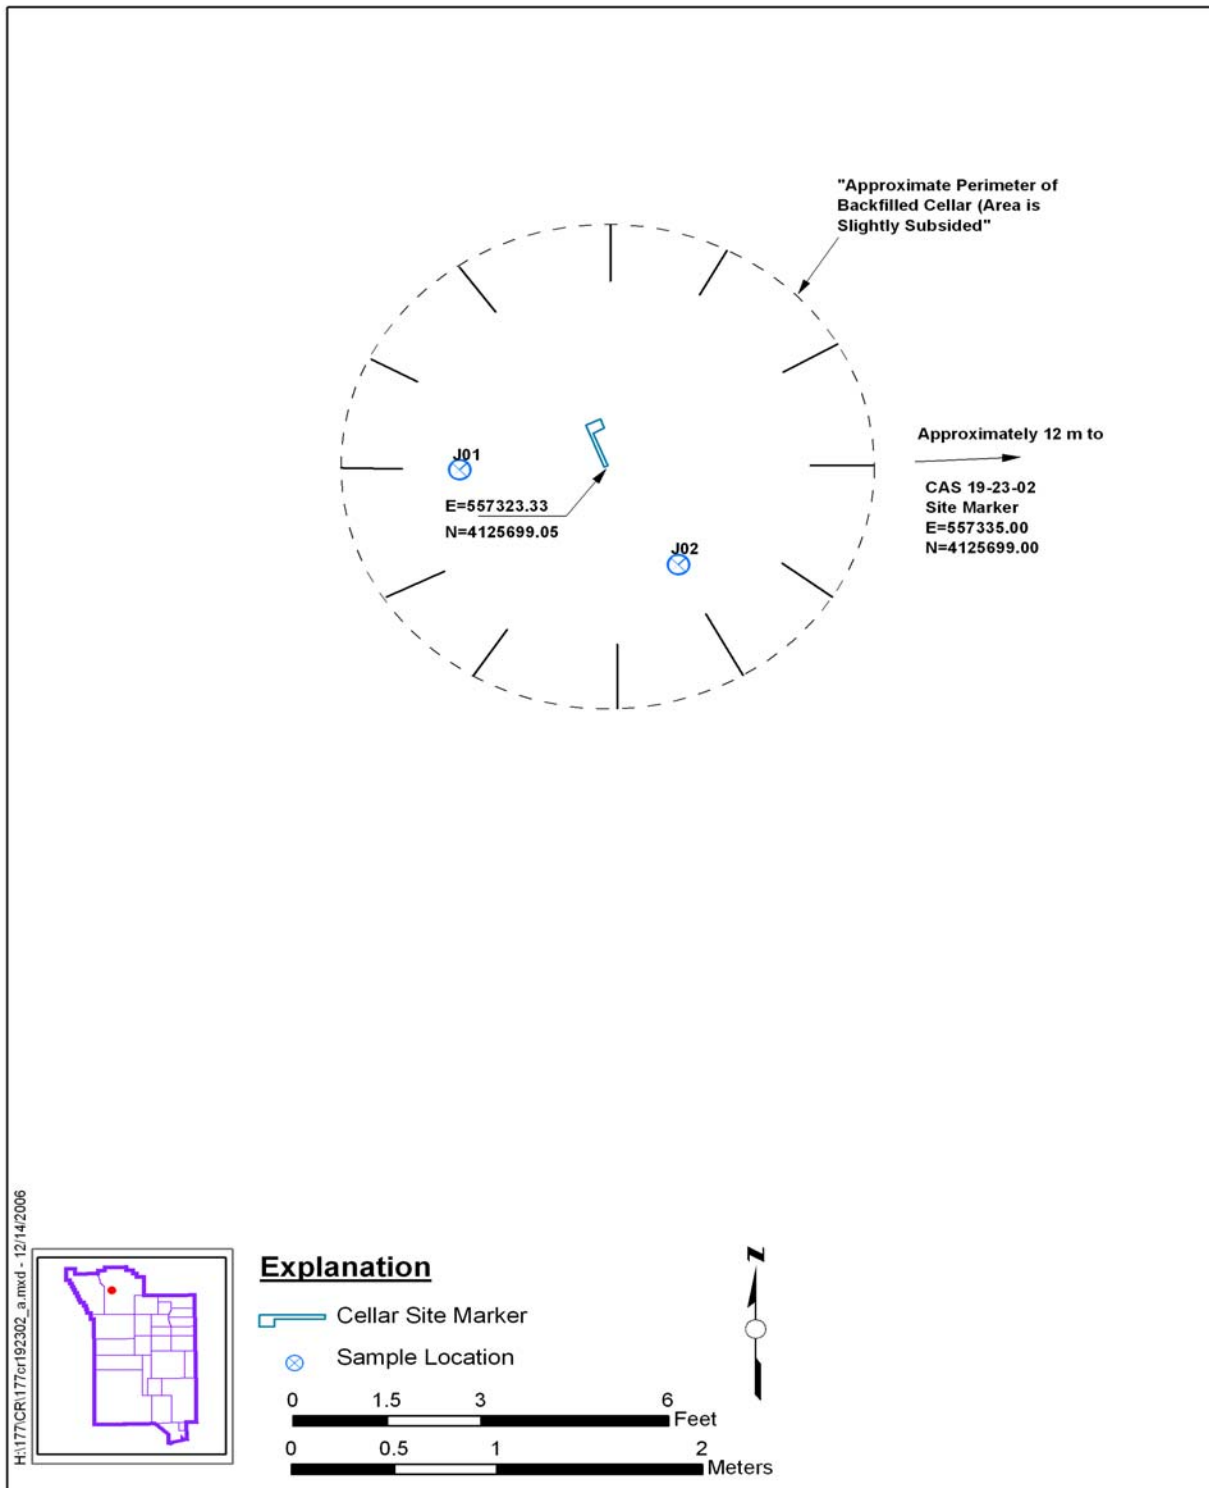 "Approximate Perimeter of
Backfilled Cellar (Area is
Slightly Subsided"
Approximately 12 m to
CAS 19-23-02
Site Marker
E=557335.00
N=4125699.00
J01
E=557323.33
N=4125699.05
J02
H:\177\CR\177cr192302_a.mxd - 12/14/2006
Explanation
Cellar Site Marker
Sample Location
0 1.5 3 6
Feet
0 0.5 1 2
Meters
N